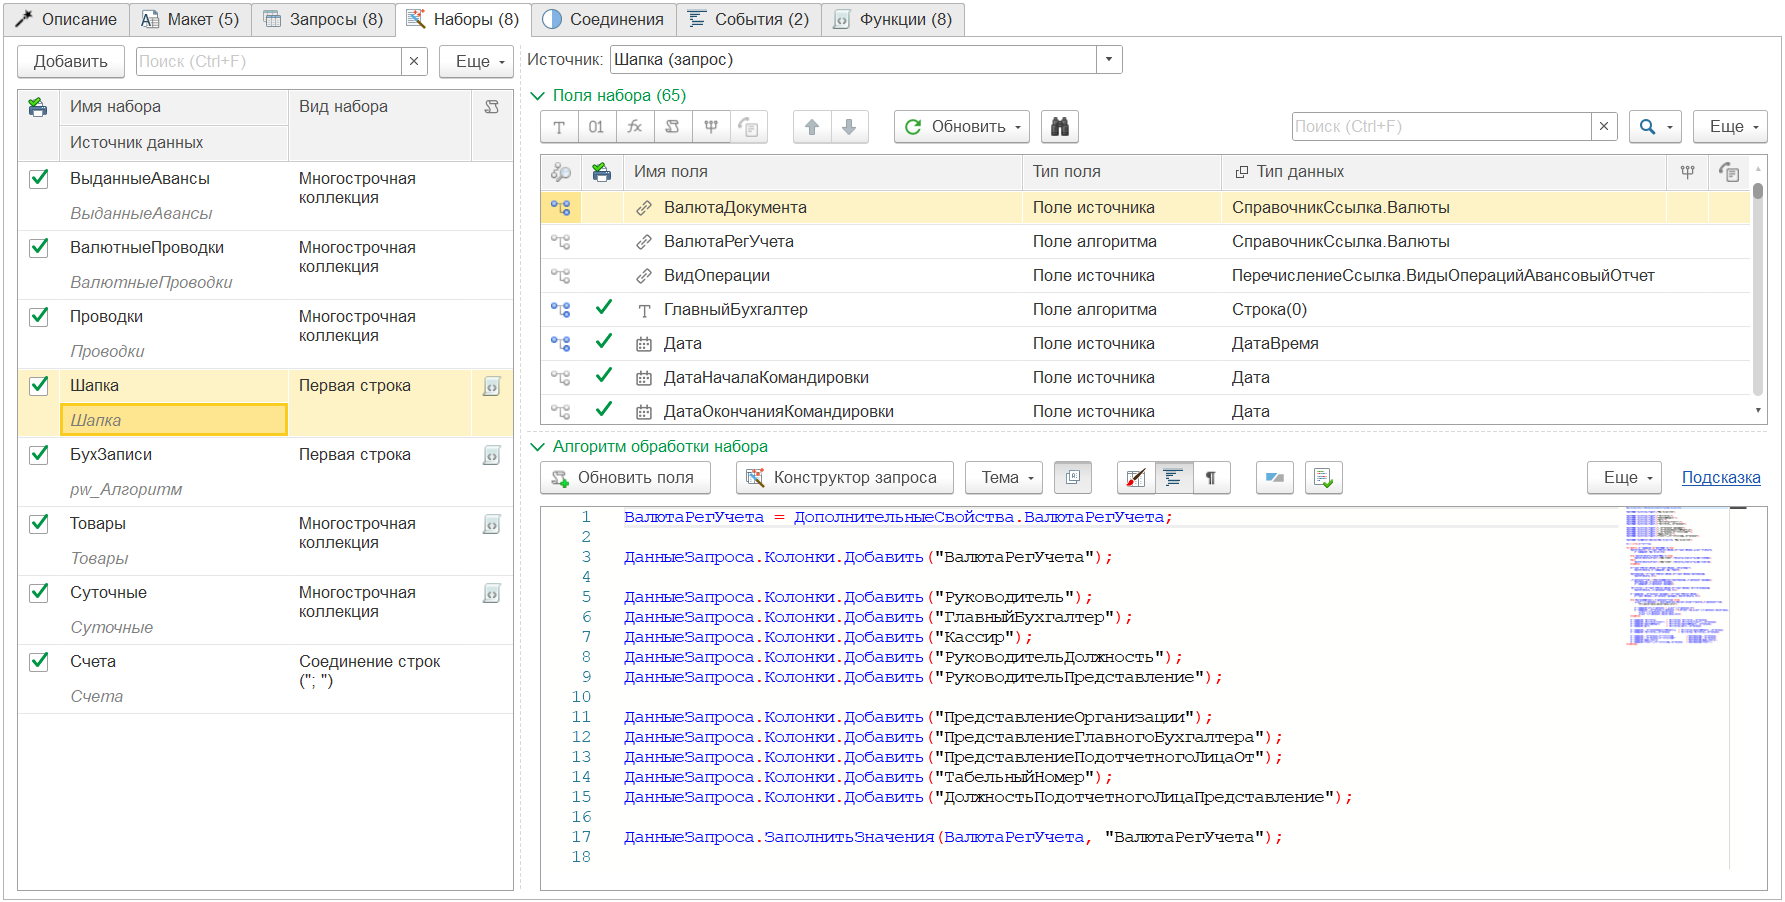 Описание
Макет (5)
Запросы (8)
Наборы (8)
Соединения
События (2)
Функции (8)
Добавить
Поиск (Ctrl+F)
×
Еще
Имя набора
Вид набора
Источник данных
ВыданныеАвансы
Многострочная коллекция
ВыданныеАвансы
ВалютныеПроводки
Многострочная коллекция
ВалютныеПроводки
Проводки
Многострочная коллекция
Проводки
Шапка
Первая строка
Шапка
БухЗаписи
Первая строка
pw_Алгоритм
Товары
Многострочная коллекция
Товары
Суточные
Многострочная коллекция
Суточные
Счета
Соединение строк ("; ")
Счета
Источник: Шапка (запрос)
Поля набора (65)
T 01 fx
Обновить
Поиск (Ctrl+F)
×
Еще
Имя поля Тип поля Тип данных
ВалютаДокумента Поле источника СправочникСсылка.Валюты
ВалютаРегУчета Поле алгоритма СправочникСсылка.Валюты
ВидОперации Поле источника ПеречислениеСсылка.ВидыОперацийАвансовыйОтчет
T ГлавныйБухгалтер Поле алгоритма Строка(0)
Дата Поле источника ДатаВремя
ДатаНачалаКомандировки Поле источника Дата
ДатаОкончанияКомандировки Поле источника Дата
Алгоритм обработки набора
Обновить поля
Конструктор запроса
Тема
¶
Еще
Подсказка
1 ВалютаРегУчета = ДополнительныеСвойства.ВалютаРегУчета;
2
3 ДанныеЗапроса.Колонки.Добавить("ВалютаРегУчета");
4
5 ДанныеЗапроса.Колонки.Добавить("Руководитель");
6 ДанныеЗапроса.Колонки.Добавить("ГлавныйБухгалтер");
7 ДанныеЗапроса.Колонки.Добавить("Кассир");
8 ДанныеЗапроса.Колонки.Добавить("РуководительДолжность");
9 ДанныеЗапроса.Колонки.Добавить("РуководительПредставление");
10
11 ДанныеЗапроса.Колонки.Добавить("ПредставлениеОрганизации");
12 ДанныеЗапроса.Колонки.Добавить("ПредставлениеГлавногоБухгалтера");
13 ДанныеЗапроса.Колонки.Добавить("ПредставлениеПодотчетногоЛицаОт");
14 ДанныеЗапроса.Колонки.Добавить("ТабельныйНомер");
15 ДанныеЗапроса.Колонки.Добавить("ДолжностьПодотчетногоЛицаПредставление");
16
17 ДанныеЗапроса.ЗаполнитьЗначения(ВалютаРегУчета, "ВалютаРегУчета");
18